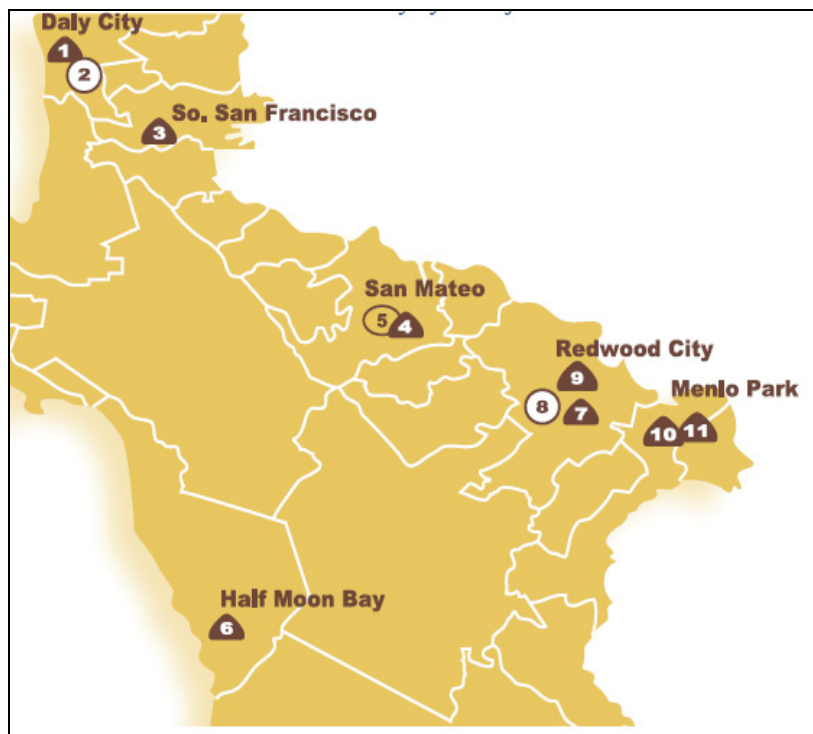 Daly City
1
2
So. San Francisco
3
San Mateo
5
4
Redwood City
9
Menlo Park
8
7
10
11
Half Moon Bay
6